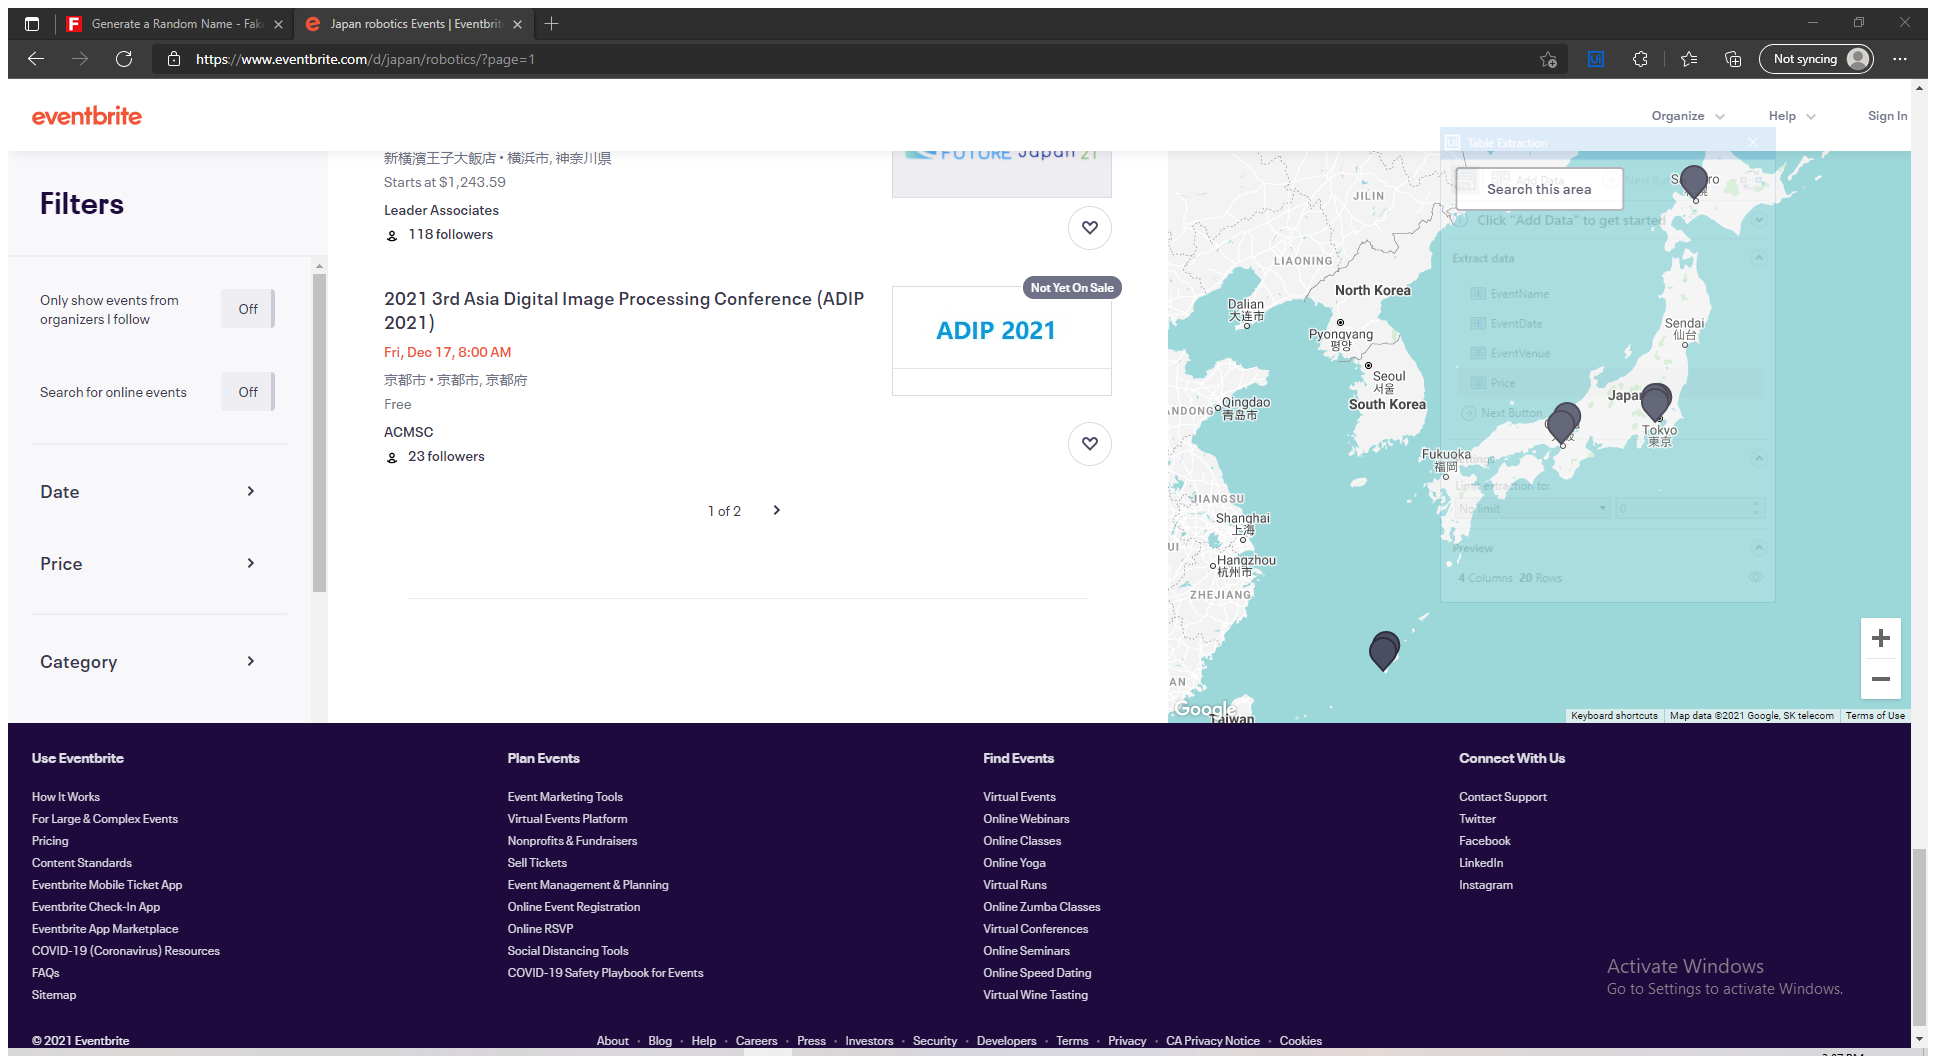 Generate a Random Name - Fak
Japan robotics Events | Eventbrit
https://www.eventbrite.com/d/japan/robotics/?page=1
Not syncing
eventbrite
Organize
Help
Sign In
Filters
Only show events from
organizers I follow
Off
Search for online events
Off
Date
Price
Category
新横濱王子大飯店 • 横浜市, 神奈川県
Starts at $1,243.59
Leader Associates
118 followers
FUTURE Japan 21
2021 3rd Asia Digital Image Processing Conference (ADIP
2021)
Fri, Dec 17, 8:00 AM
京都市 • 京都市, 京都府
Free
ACMSC
23 followers
Not Yet On Sale
ADIP 2021
1 of 2
Table Extraction
Add Data
Search this area
Click "Add Data" to get started
Extract data
EventName
EventDate
EventVenue
Price
Next Button
Limit extraction to:
No limit
0
Preview
4 Columns 20 Rows
JILIN
LIAONING
North Korea
Dalian
大连市
Pyongyang
평양
Seoul
서울
South Korea
Qingdao
青岛市
Sendai
仙台
Tokyo
東京
Fukuoka
福岡
JIANGSU
Shanghai
上海
Hangzhou
杭州市
ZHEJIANG
Taiwan
Google
Keyboard shortcuts
Map data ©2021 Google, SK telecom
Terms of Use
Use Eventbrite
How It Works
For Large & Complex Events
Pricing
Content Standards
Eventbrite Mobile Ticket App
Eventbrite Check-In App
Eventbrite App Marketplace
COVID-19 (Coronavirus) Resources
FAQs
Sitemap
Plan Events
Event Marketing Tools
Virtual Events Platform
Nonprofits & Fundraisers
Sell Tickets
Event Management & Planning
Online Event Registration
Online RSVP
Social Distancing Tools
COVID-19 Safety Playbook for Events
Find Events
Virtual Events
Online Webinars
Online Classes
Online Yoga
Virtual Runs
Online Zumba Classes
Virtual Conferences
Online Seminars
Online Speed Dating
Virtual Wine Tasting
Connect With Us
Contact Support
Twitter
Facebook
LinkedIn
Instagram
Activate Windows
Go to Settings to activate Windows.
© 2021 Eventbrite
About • Blog • Help • Careers • Press • Investors • Security • Developers • Terms • Privacy • CA Privacy Notice • Cookies